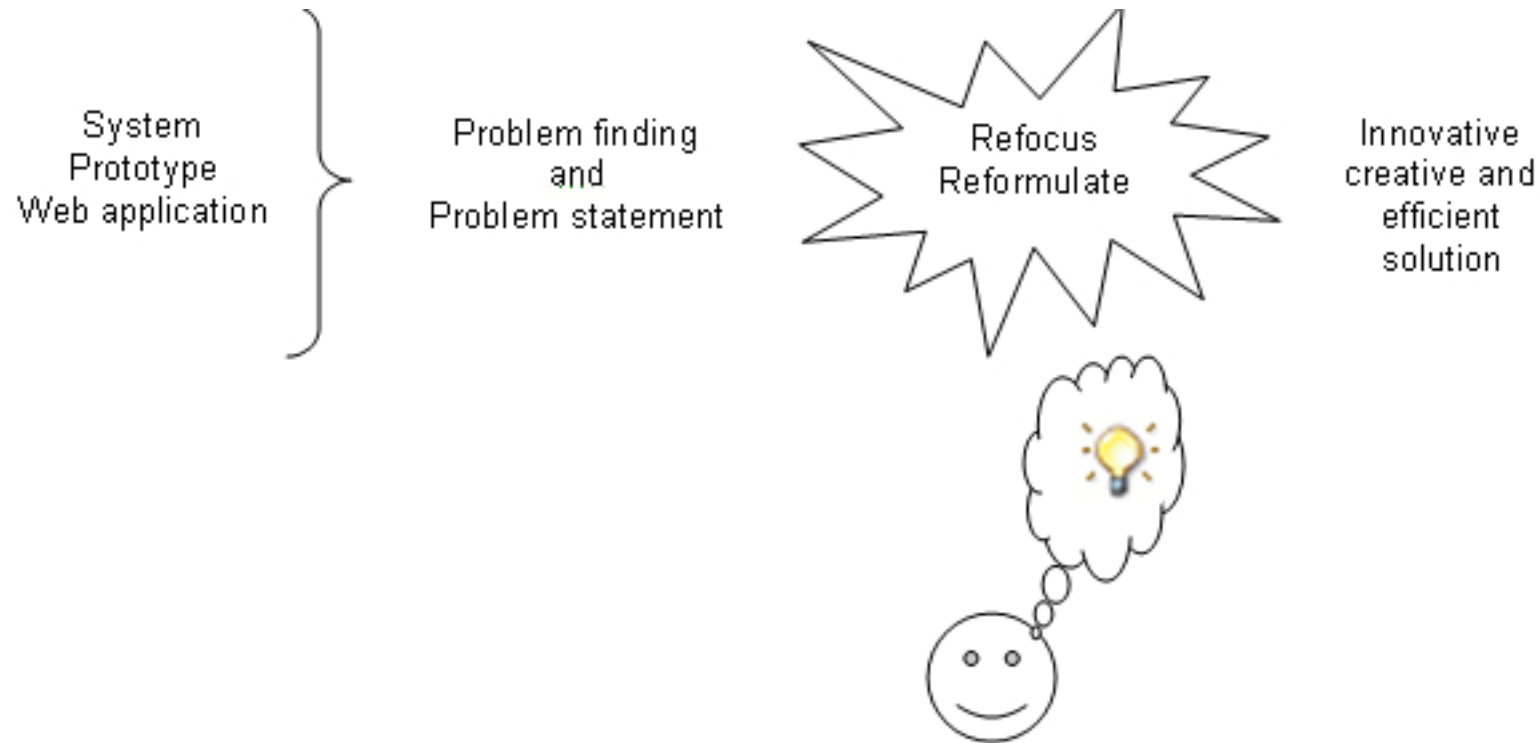 System
Prototype
Web application
Problem finding
and
Problem statement
Refocus
Reformulate
Innovative
creative and
efficient
solution